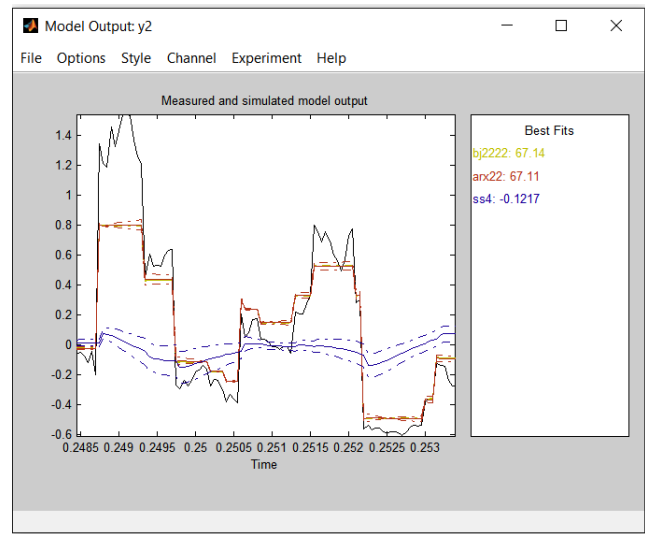 Model Output: y2
File Options Style Channel Experiment Help
Measured and simulated model output
Best Fits
bj2222: 67.14
arx22: 67.11
ss4: -0.1217
1.4
1.2
1
0.8
0.6
0.4
0.2
0
-0.2
-0.4
-0.6
0.2485 0.249 0.2495 0.25 0.2505 0.251 0.2515 0.252 0.2525 0.253
Time